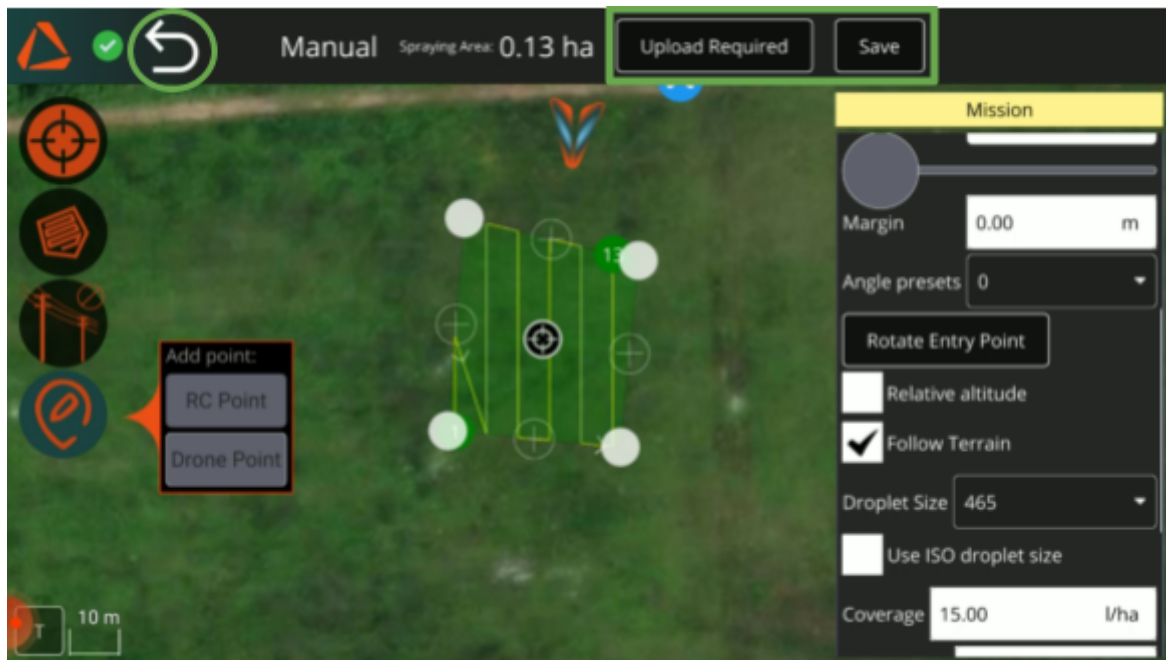 Manual Spraying Area: 0.13 ha Upload Required Save
Mission
Margin 0.00 m
13
Angle presets 0
Rotate Entry Point
Add point:
RC Point
Drone Point
Relative altitude
Follow Terrain
1
Droplet Size 465
Use ISO droplet size
Coverage 15.00 l/ha
T 10 m